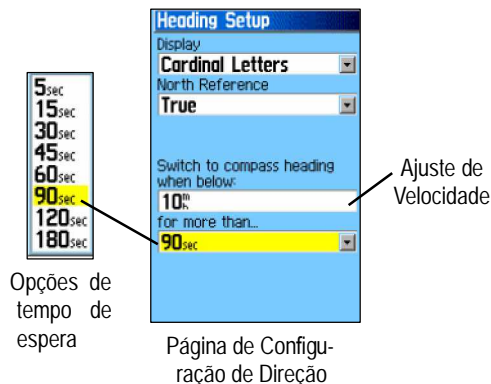 Heading Setup
Display
Cardinal Letters
North Reference
True
Switch to compass heading
when below:
10mh
for more than...
90sec
5sec
15sec
30sec
45sec
60sec
90sec
120sec
180sec
Opções de
tempo de
espera
Ajuste de
Velocidade
Página de Configu-
ração de Direção